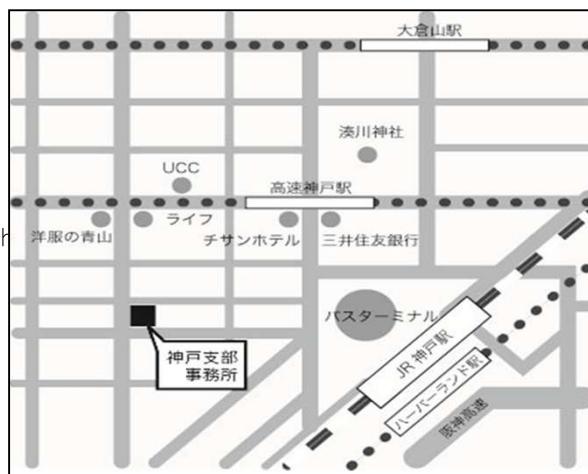 大倉山駅
湊川神社
UCC
高速神戸駅
洋服の青山
ライフ
チサンホテル
三井住友銀行
バスターミナル
神戸支部
事務所
JR 神戸駅
ハーバーランド駅
阪神高速